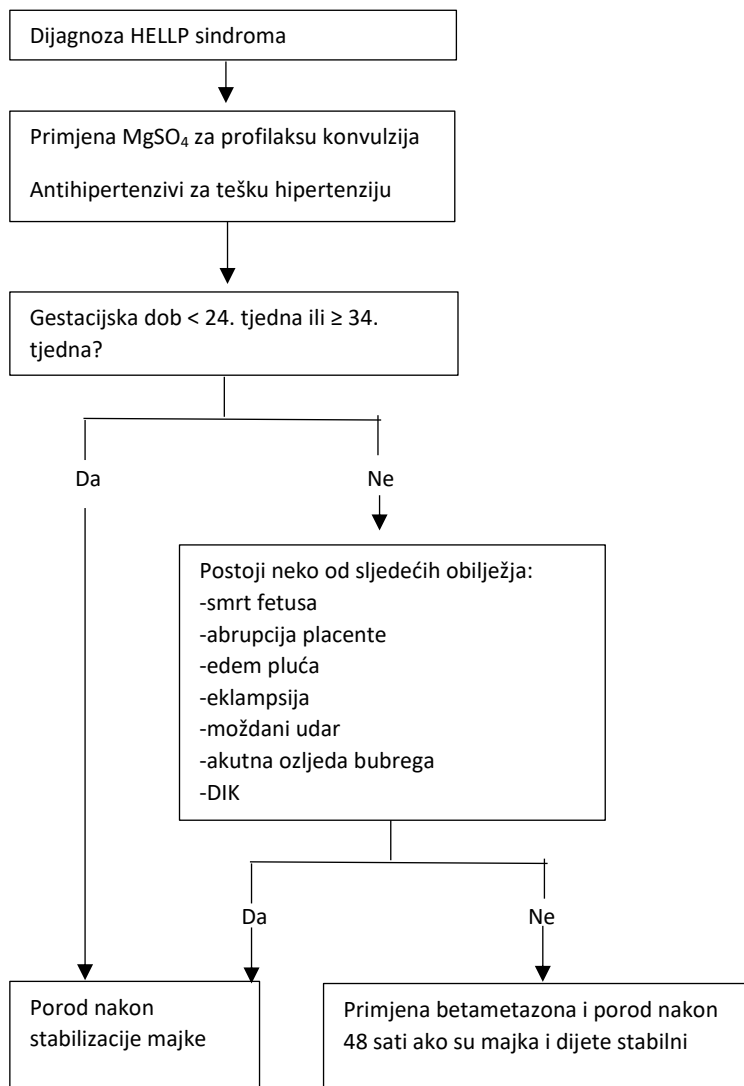 Dijagnoza HELLP sindroma
Primjena MgSO₄ za profilaksu konvulzija
Antihipertenzivi za tešku hipertenziju
Gestacijska dob < 24. tjedna ili ≥ 34.
tjedna?
Da
Ne
Postoji neko od sljedećih obilježja:
-smrt fetusa
-abrupcija placente
-edem pluća
-eklampsija
-moždani udar
-akutna ozljeda bubrega
-DIK
Da
Ne
Porod nakon
stabilizacije majke
Primjena betametazona i porod nakon
48 sati ako su majka i dijete stabilni